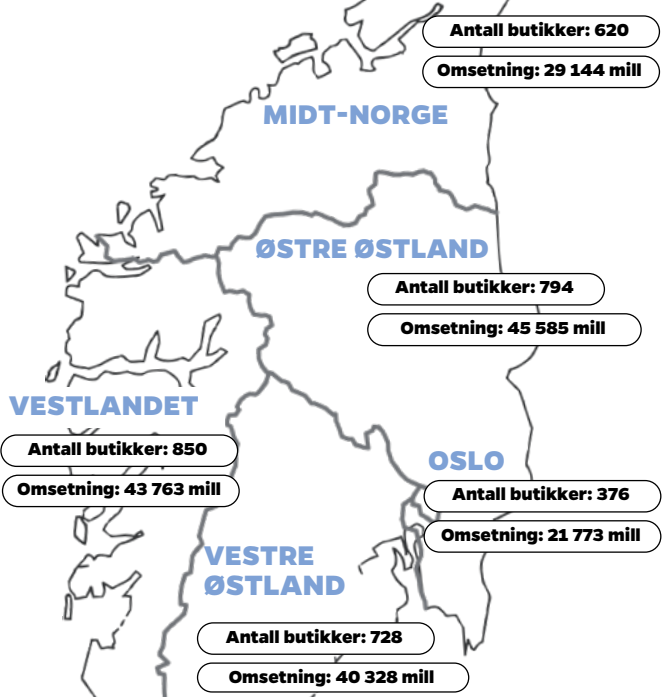 Antall butikker: 620
Omsetning: 29 144 mill
MIDT-NORGE
ØSTRE ØSTLAND
Antall butikker: 794
Omsetning: 45 585 mill
VESTLANDET
Antall butikker: 850
Omsetning: 43 763 mill
OSLO
Antall butikker: 376
Omsetning: 21 773 mill
VESTRE
ØSTLAND
Antall butikker: 728
Omsetning: 40 328 mill